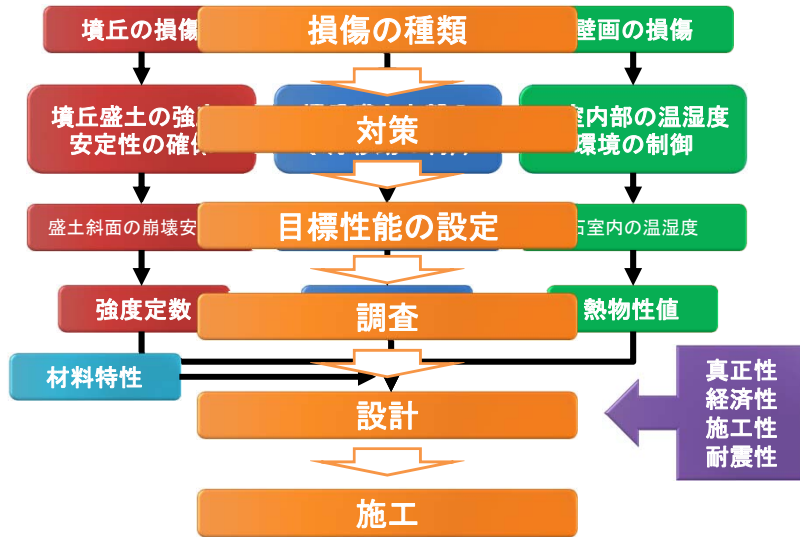 墳丘の損傷
損傷の種類
壁画の損傷
墳丘盛土の強
安定性の確保
対策
室内部の温湿度
環境の制御
盛土斜面の崩壊安
目標性能の設定
石室内の温湿度
強度定数
調査
熱物性値
材料特性
設計
真正性
経済性
施工性
耐震性
施工